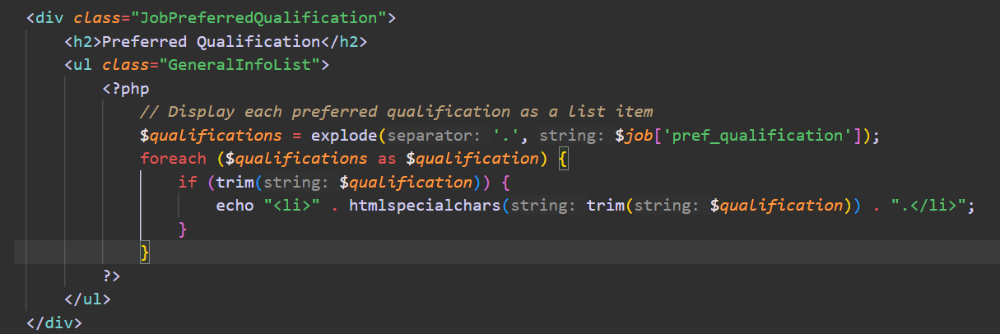 <div class="JobPreferredQualification">
<h2>Preferred Qualification</h2>
<ul class="GeneralInfoList">
<?php
// Display each preferred qualification as a list item
$qualifications = explode(separator: '.', string: $job['pref_qualification']);
foreach ($qualifications as $qualification) {
if (trim(string: $qualification)) {
echo "<li>" . htmlspecialchars(string: trim(string: $qualification)) . ".</li>";
}
}
?>
</ul>
</div>